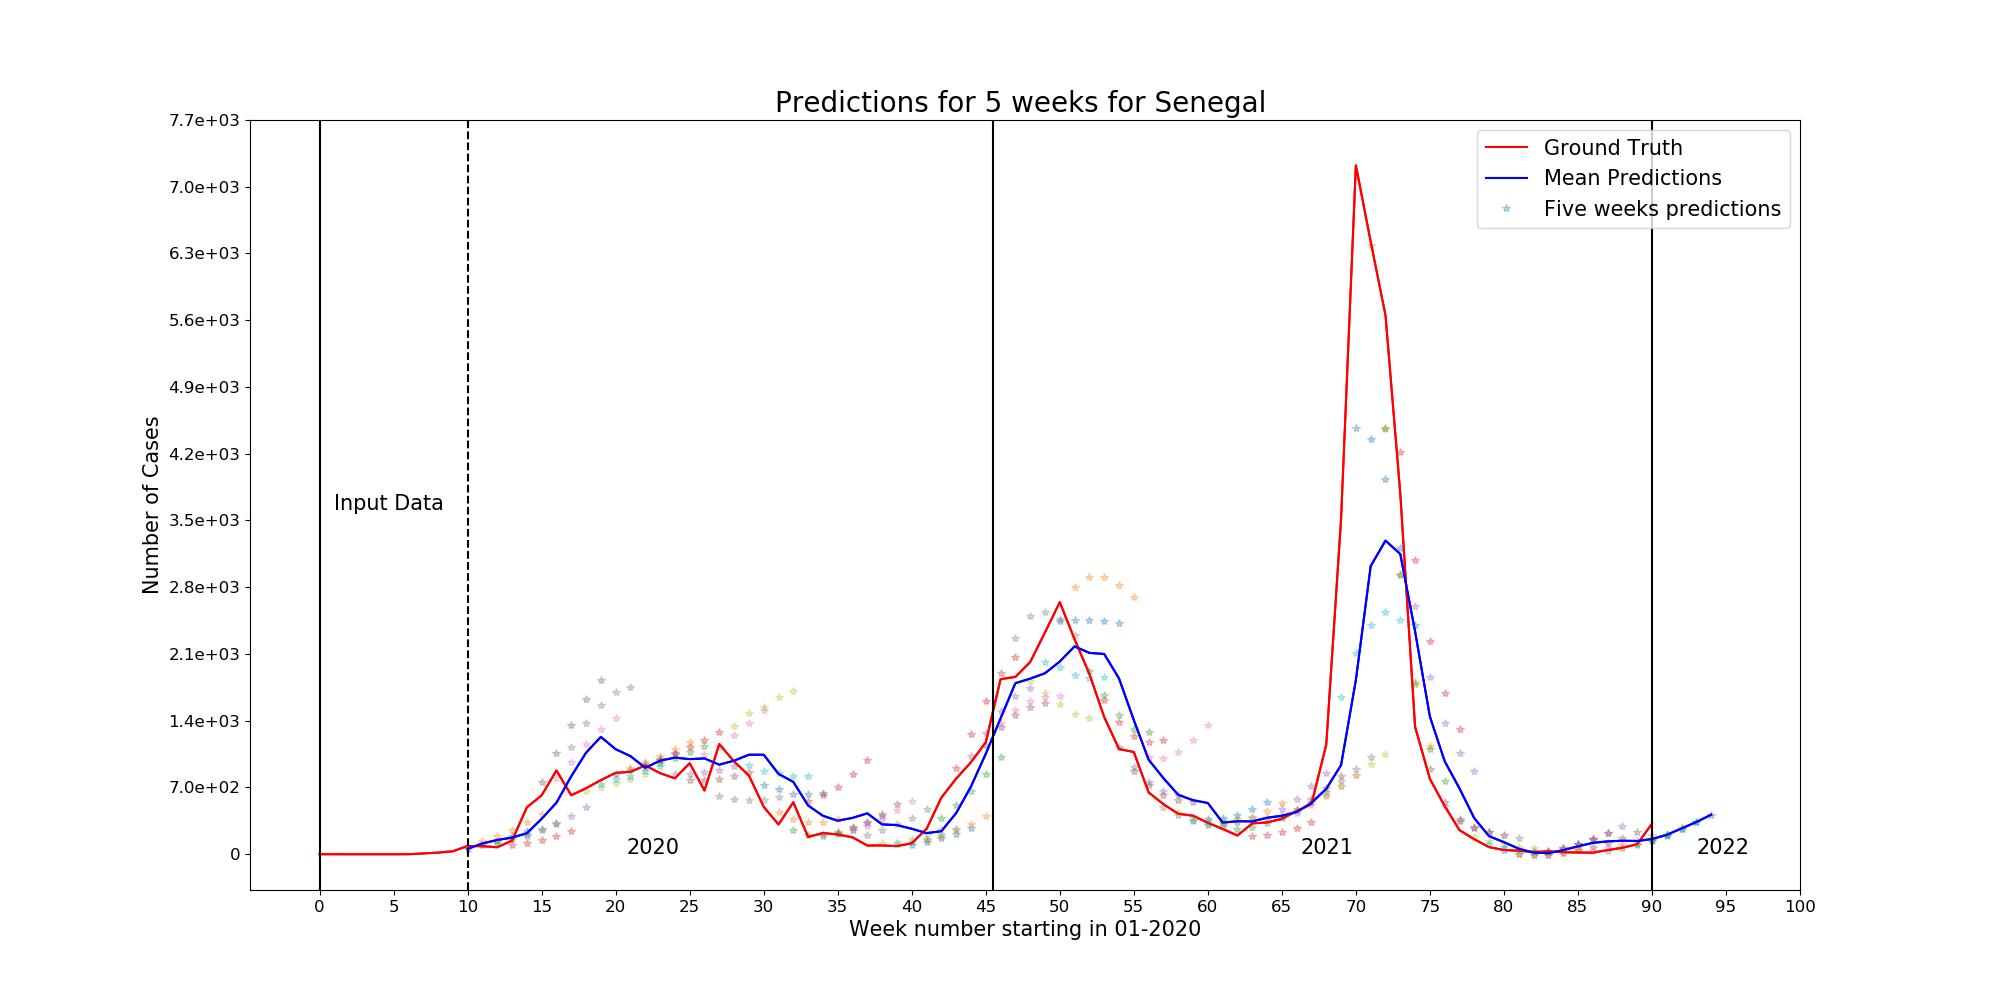 Predictions for 5 weeks for Senegal
7.7e+03
7.0e+03
6.3e+03
5.6e+03
4.9e+03
4.2e+03
3.5e+03
2.8e+03
2.1e+03
1.4e+03
7.0e+02
0
Number of Cases
Ground Truth
Mean Predictions
Five weeks predictions
Input Data
2020
2021
2022
0 5 10 15 20 25 30 35 40 45 50 55 60 65 70 75 80 85 90 95 100
Week number starting in 01-2020